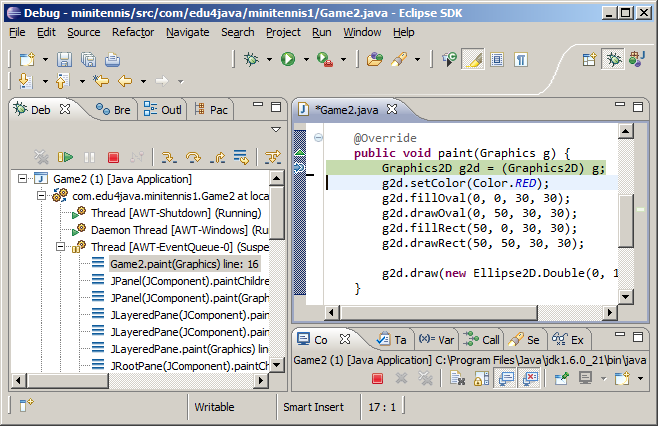 Debug - minitennis/src/com/edu4java/minitennis1/Game2.java - Eclipse SDK
File Edit Source Refactor Navigate Search Project Run Window Help
Deb Bre Outl Pac
Game2 (1) [Java Application]
com.edu4java.minitennis1.Game2 at loca
Thread [AWT-Shutdown] (Running)
Daemon Thread [AWT-Windows] (Running)
Thread [AWT-EventQueue-0] (Suspe
Game2.paint(Graphics) line: 16
JPanel(JComponent).paintChildre
JPanel(JComponent).paint(Graph
JLayeredPane(JComponent).pain
JLayeredPane(JComponent).pain
JLayeredPane.paint(Graphics) lin
JRootPane(JComponent).paintCh
*Game2.java
@Override
public void paint(Graphics g) {
Graphics2D g2d = (Graphics2D) g;
g2d.setColor(Color.RED);
g2d.fillOval(0, 0, 30, 30);
g2d.drawOval(0, 50, 30, 30);
g2d.fillRect(50, 0, 30, 30);
g2d.drawRect(50, 50, 30, 30);
g2d.draw(new Ellipse2D.Double(0, 1
}
Co Ta Var Call Se Ex
Game2 (1) [Java Application] C:\Program Files\Java\jdk1.6.0_21\bin\java
Writable Smart Insert 17 : 1